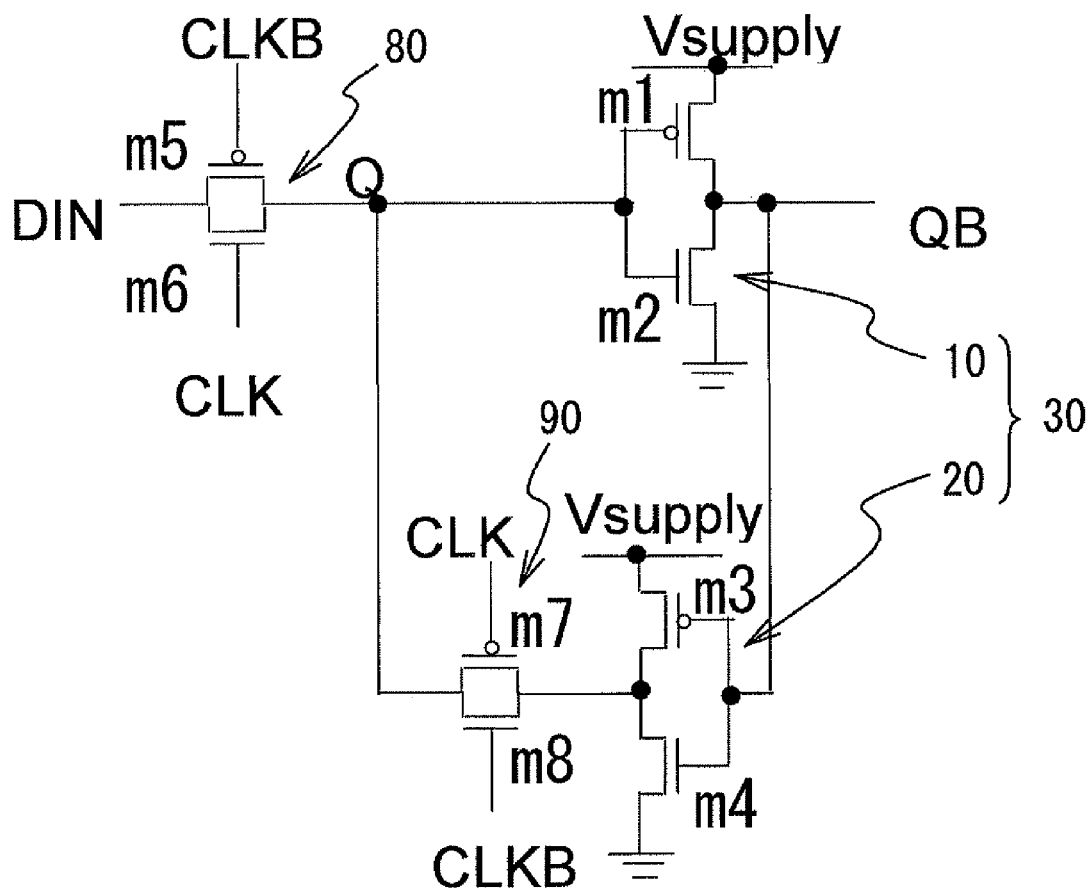 CLKB
80
Vsupply
m1
m5
Q
DIN
QB
m6
m2
10
CLK
30
90
20
Vsupply
CLK
m3
m7
m8
m4
CLKB